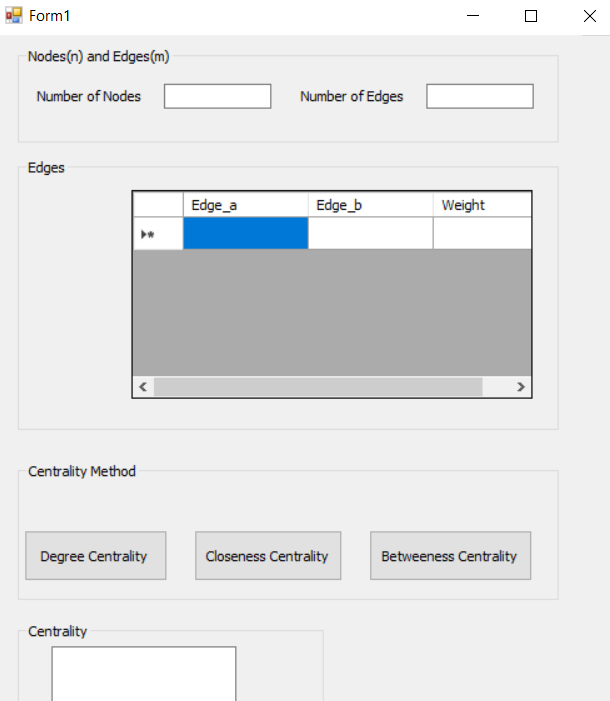 Form1
Nodes(n) and Edges(m)
Number of Nodes Number of Edges
Edges
Edge_a Edge_b Weight
Centrality Method
Degree Centrality Closeness Centrality Betweeness Centrality
Centrality